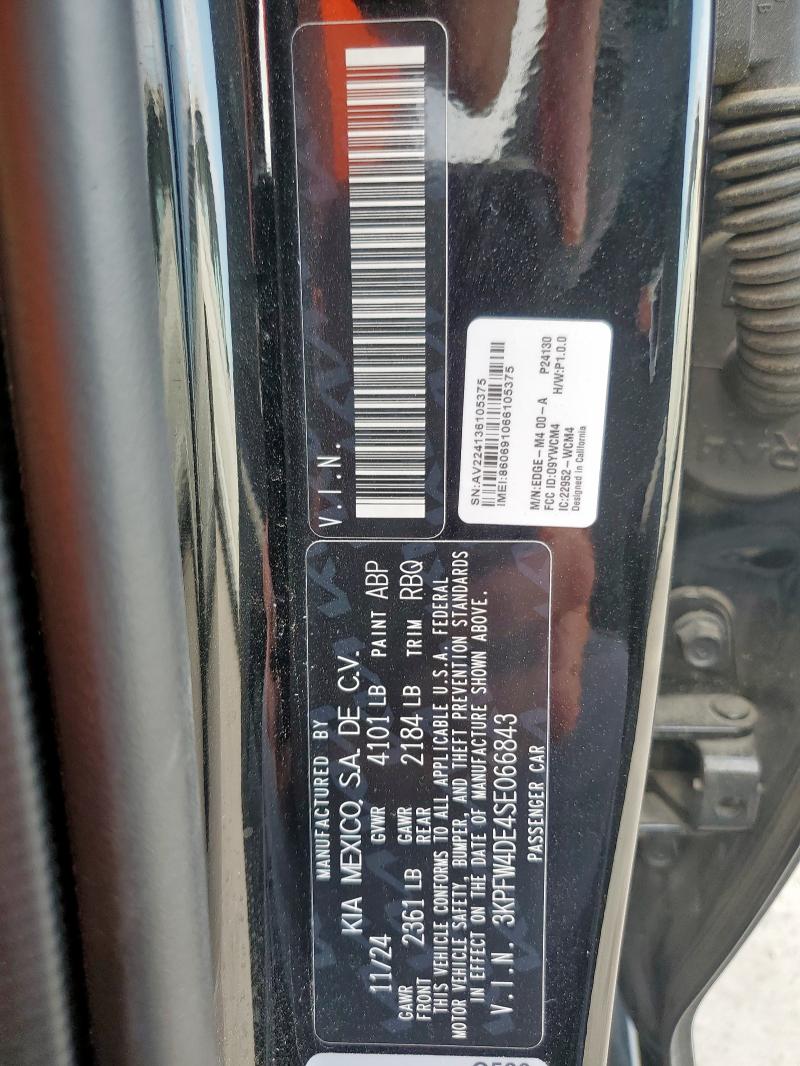 MANUFACTURED BY
KIA MEXICO, S.A. DE C.V.
11/24 GVWR 4101 LB PAINT ABP
GAWR FRONT 2361 LB GAWR REAR 2184 LB TRIM RBQ
THIS VEHICLE CONFORMS TO ALL APPLICABLE U.S.A. FEDERAL
MOTOR VEHICLE SAFETY, BUMPER, AND THEFT PREVENTION STANDARDS
IN EFFECT ON THE DATE OF MANUFACTURE SHOWN ABOVE.
V.I.N. 3KPFW4DE4SE066843
PASSENGER CAR
V.I.N.
SN:AV224136105375
IMEI:860691066105375
M/N:EDGE-M4 00-A P24130
FCC ID:09YWCM4 H/W:P1.0.0
IC:22952-WCM4
Designed in California